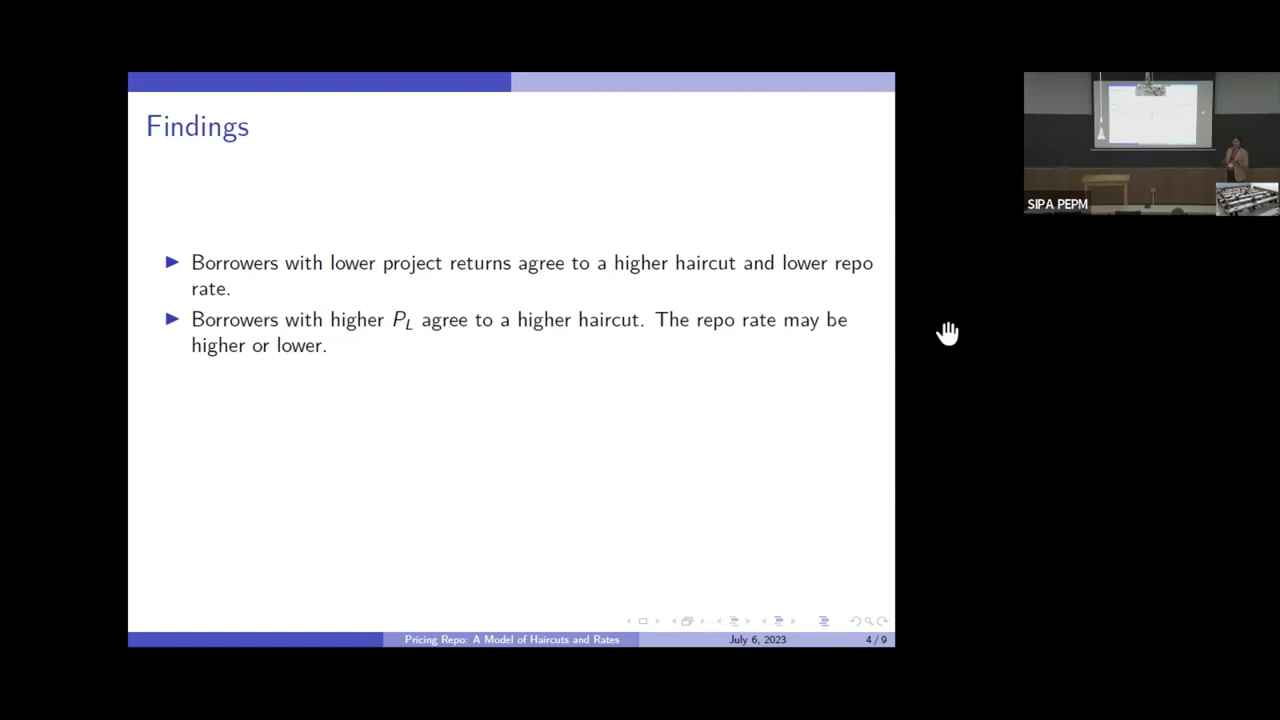 Findings
▶ Borrowers with lower project returns agree to a higher haircut and lower repo
rate.
▶ Borrowers with higher P_L agree to a higher haircut. The repo rate may be
higher or lower.
Pricing Repo: A Model of Haircuts and Rates July 6, 2023 4 / 9
SIPA PEPM